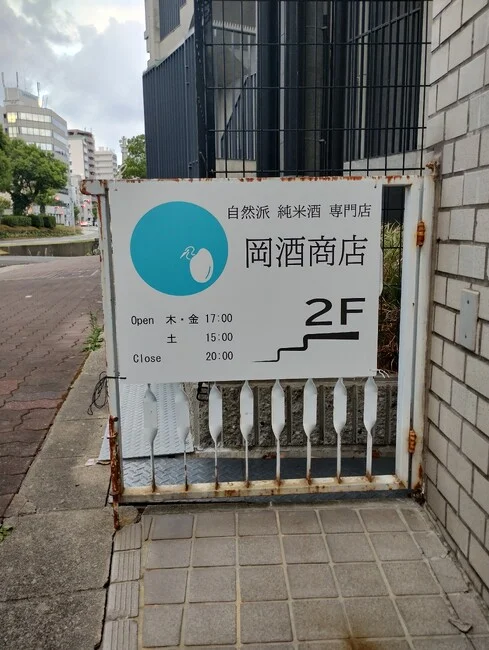 自然派 純米酒 専門店
岡酒商店
2F
Open 木・金 17:00
土 15:00
Close 20:00